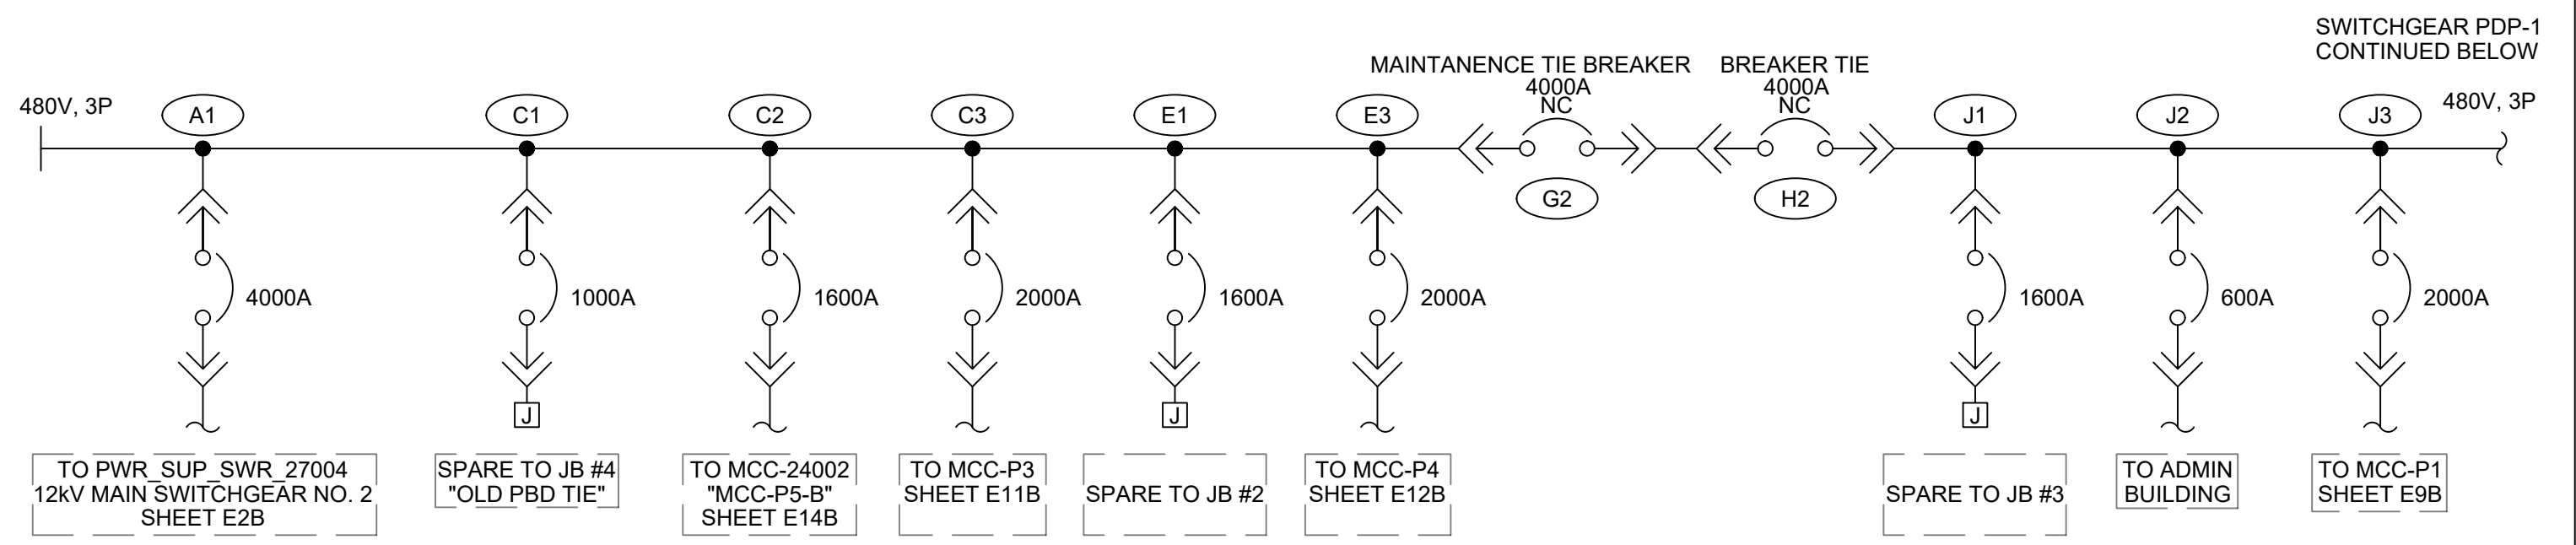 SWITCHGEAR PDP-1
CONTINUED BELOW
MAINTANENCE TIE BREAKER
4000A
NC
BREAKER TIE
4000A
NC
480V, 3P
A1
C1
C2
C3
E1
E3
J1
J2
J3
480V, 3P
G2
H2
4000A
1000A
1600A
2000A
1600A
2000A
1600A
600A
2000A
J
J
J
TO PWR_SUP_SWR_27004
12kV MAIN SWITCHGEAR NO. 2
SHEET E2B
SPARE TO JB #4
"OLD PBD TIE"
TO MCC-24002
"MCC-P5-B"
SHEET E14B
TO MCC-P3
SHEET E11B
SPARE TO JB #2
TO MCC-P4
SHEET E12B
SPARE TO JB #3
TO ADMIN
BUILDING
TO MCC-P1
SHEET E9B